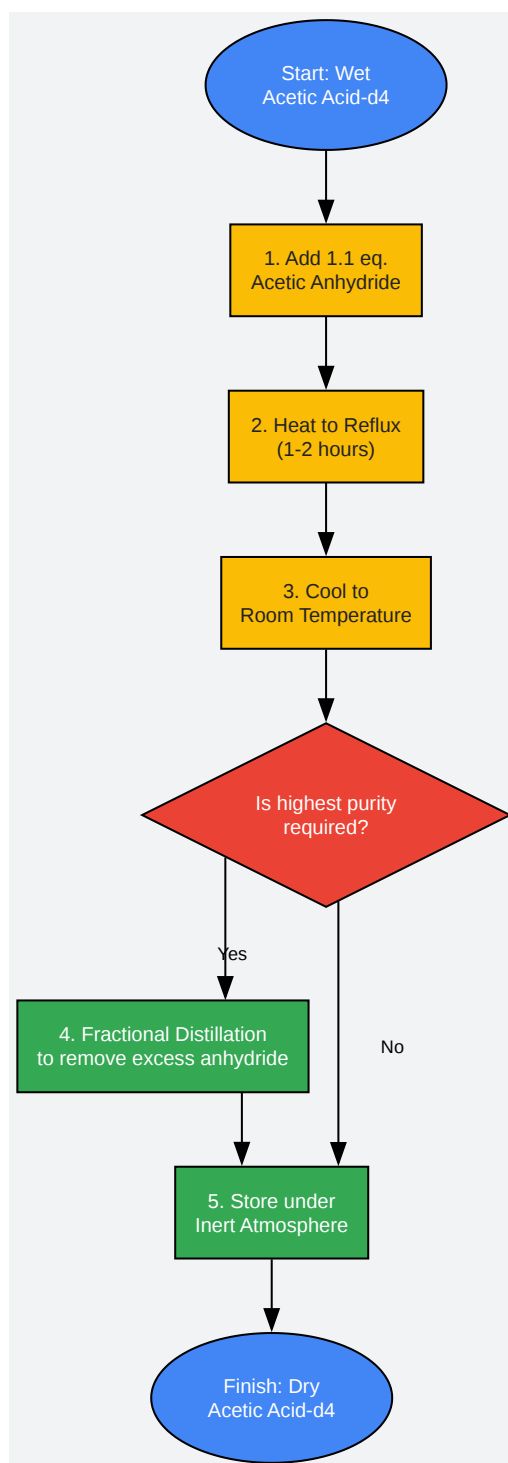 Start: Wet
Acetic Acid-d4
1. Add 1.1 eq.
Acetic Anhydride
2. Heat to Reflux
(1-2 hours)
3. Cool to
Room Temperature
Is highest purity
required?
Yes
4. Fractional Distillation
to remove excess anhydride
No
5. Store under
Inert Atmosphere
Finish: Dry
Acetic Acid-d4